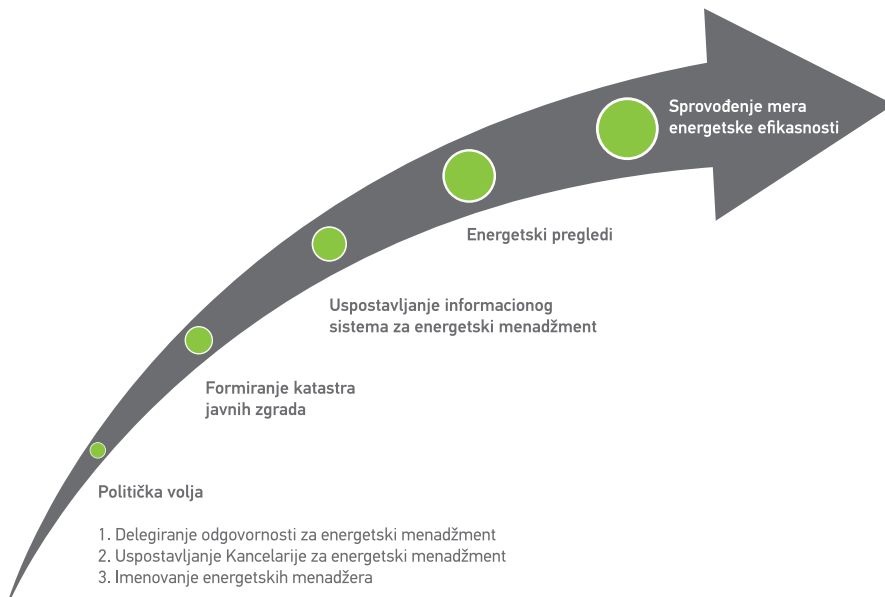 Sprovođenje mera
energetske efikasnosti
Energetski pregledi
Uspostavljanje informacionog
sistema za energetski menadžment
Formiranje katastra
javnih zgrada
Politička volja
1. Delegiranje odgovornosti za energetski menadžment
2. Uspostavljanje Kancelarije za energetski menadžment
3. Imenovanje energetskih menadžera